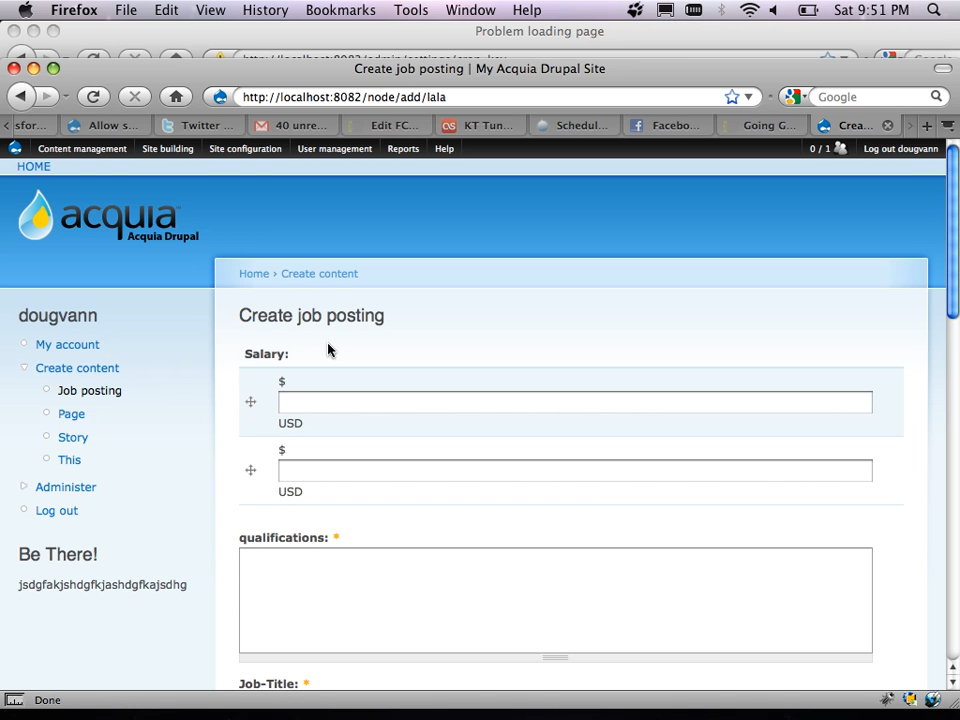 Firefox File Edit View History Bookmarks Tools Window Help Sat 9:51 PM
Problem loading page
Create job posting | My Acquia Drupal Site
http://localhost:8082/node/add/lala Google
sfor... Allow s... Twitter ... 40 unre... Edit FC... KT Tun... Schedul... Facebo... Going G... Crea...
Content management Site building Site configuration User management Reports Help 0 / 1 Log out dougvann
HOME
acquia
Acquia Drupal
Home › Create content
dougvann
My account
Create content
Job posting
Page
Story
This
Administer
Log out
Be There!
jsdgfakjshdgfkjashdgfkajsdhg
Create job posting
Salary:
$
USD
$
USD
qualifications: *
Job-Title: *
Done